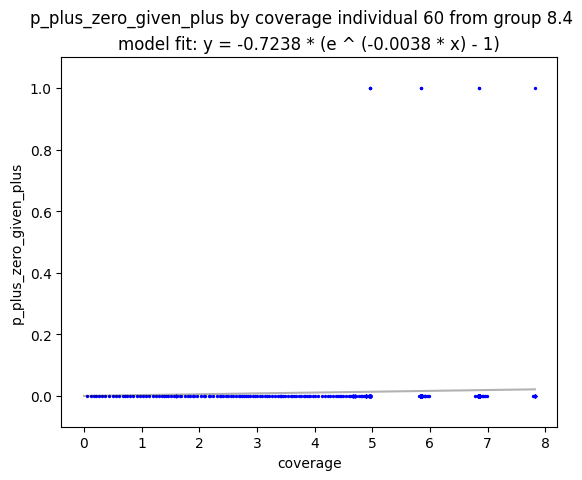 p_plus_zero_given_plus by coverage individual 60 from group 8.4
model fit: y = -0.7238 * (e ^ (-0.0038 * x) - 1)
1.0
0.8
0.6
0.4
0.2
0.0
p_plus_zero_given_plus
0 1 2 3 4 5 6 7 8
coverage